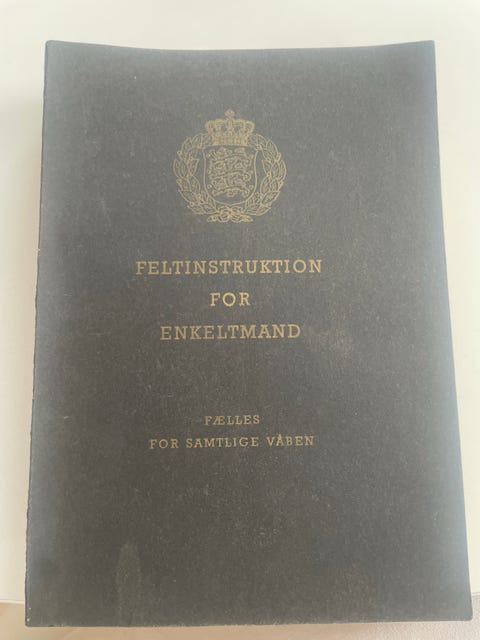 FELTINSTRUKTION
FOR
ENKELTMAND
FÆLLES
FOR SAMTLIGE VÅBEN